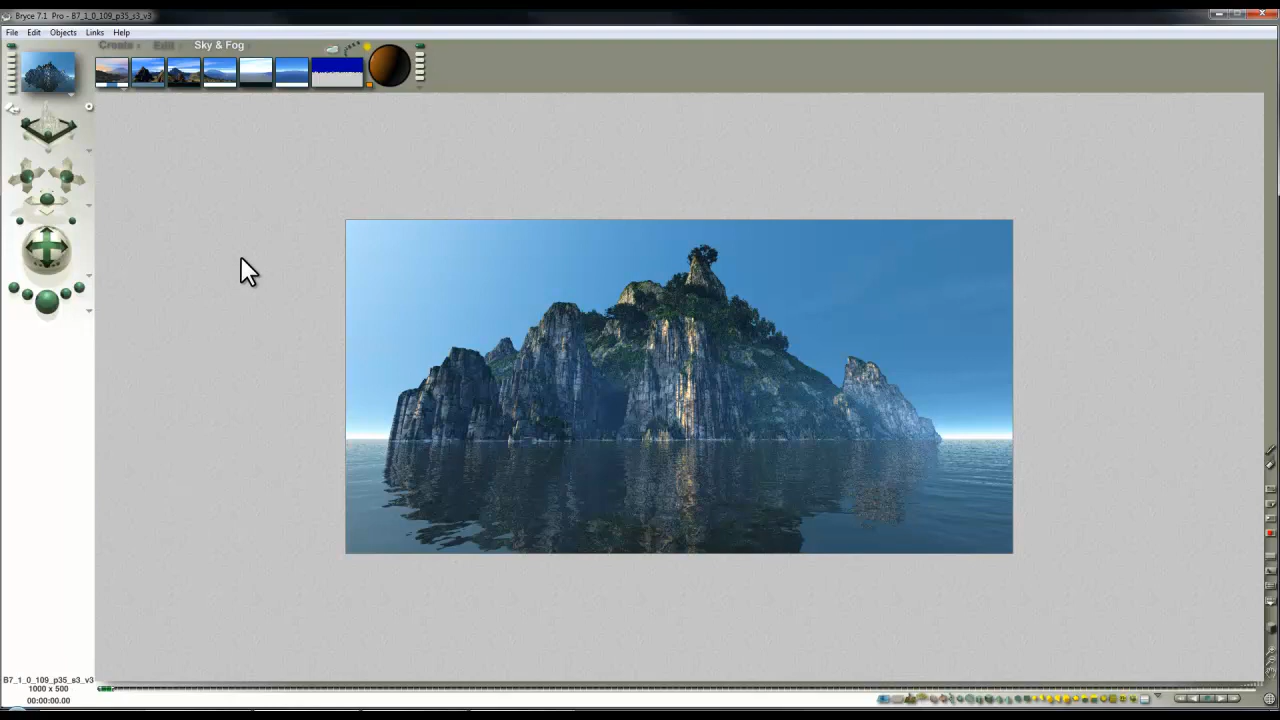 Bryce 7.1 Pro - B7_1_0_109_p35_s3_v3
File Edit Objects Links Help
Create Edit Sky & Fog
B7_1_0_109_p35_s3_v3
1000 x 500
00:00:00.00